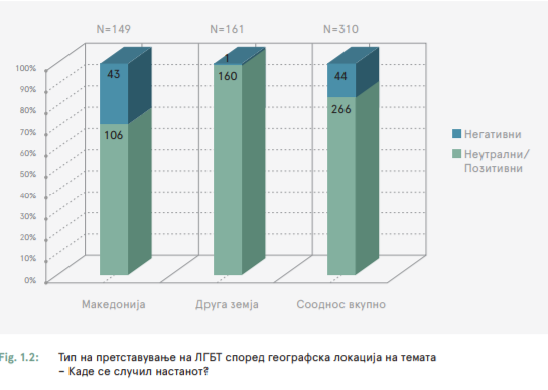 N=149 N=161 N=310
100%
90%
80%
70%
60%
50%
40%
30%
20%
10%
0%
43 1 44
106 160 266
Негативни
Неутрални/
Позитивни
Македонија Друга земја Сооднос вкупно
Fig. 1.2: Тип на претставување на ЛГБТ според географска локација на темата
– Каде се случил настанот?